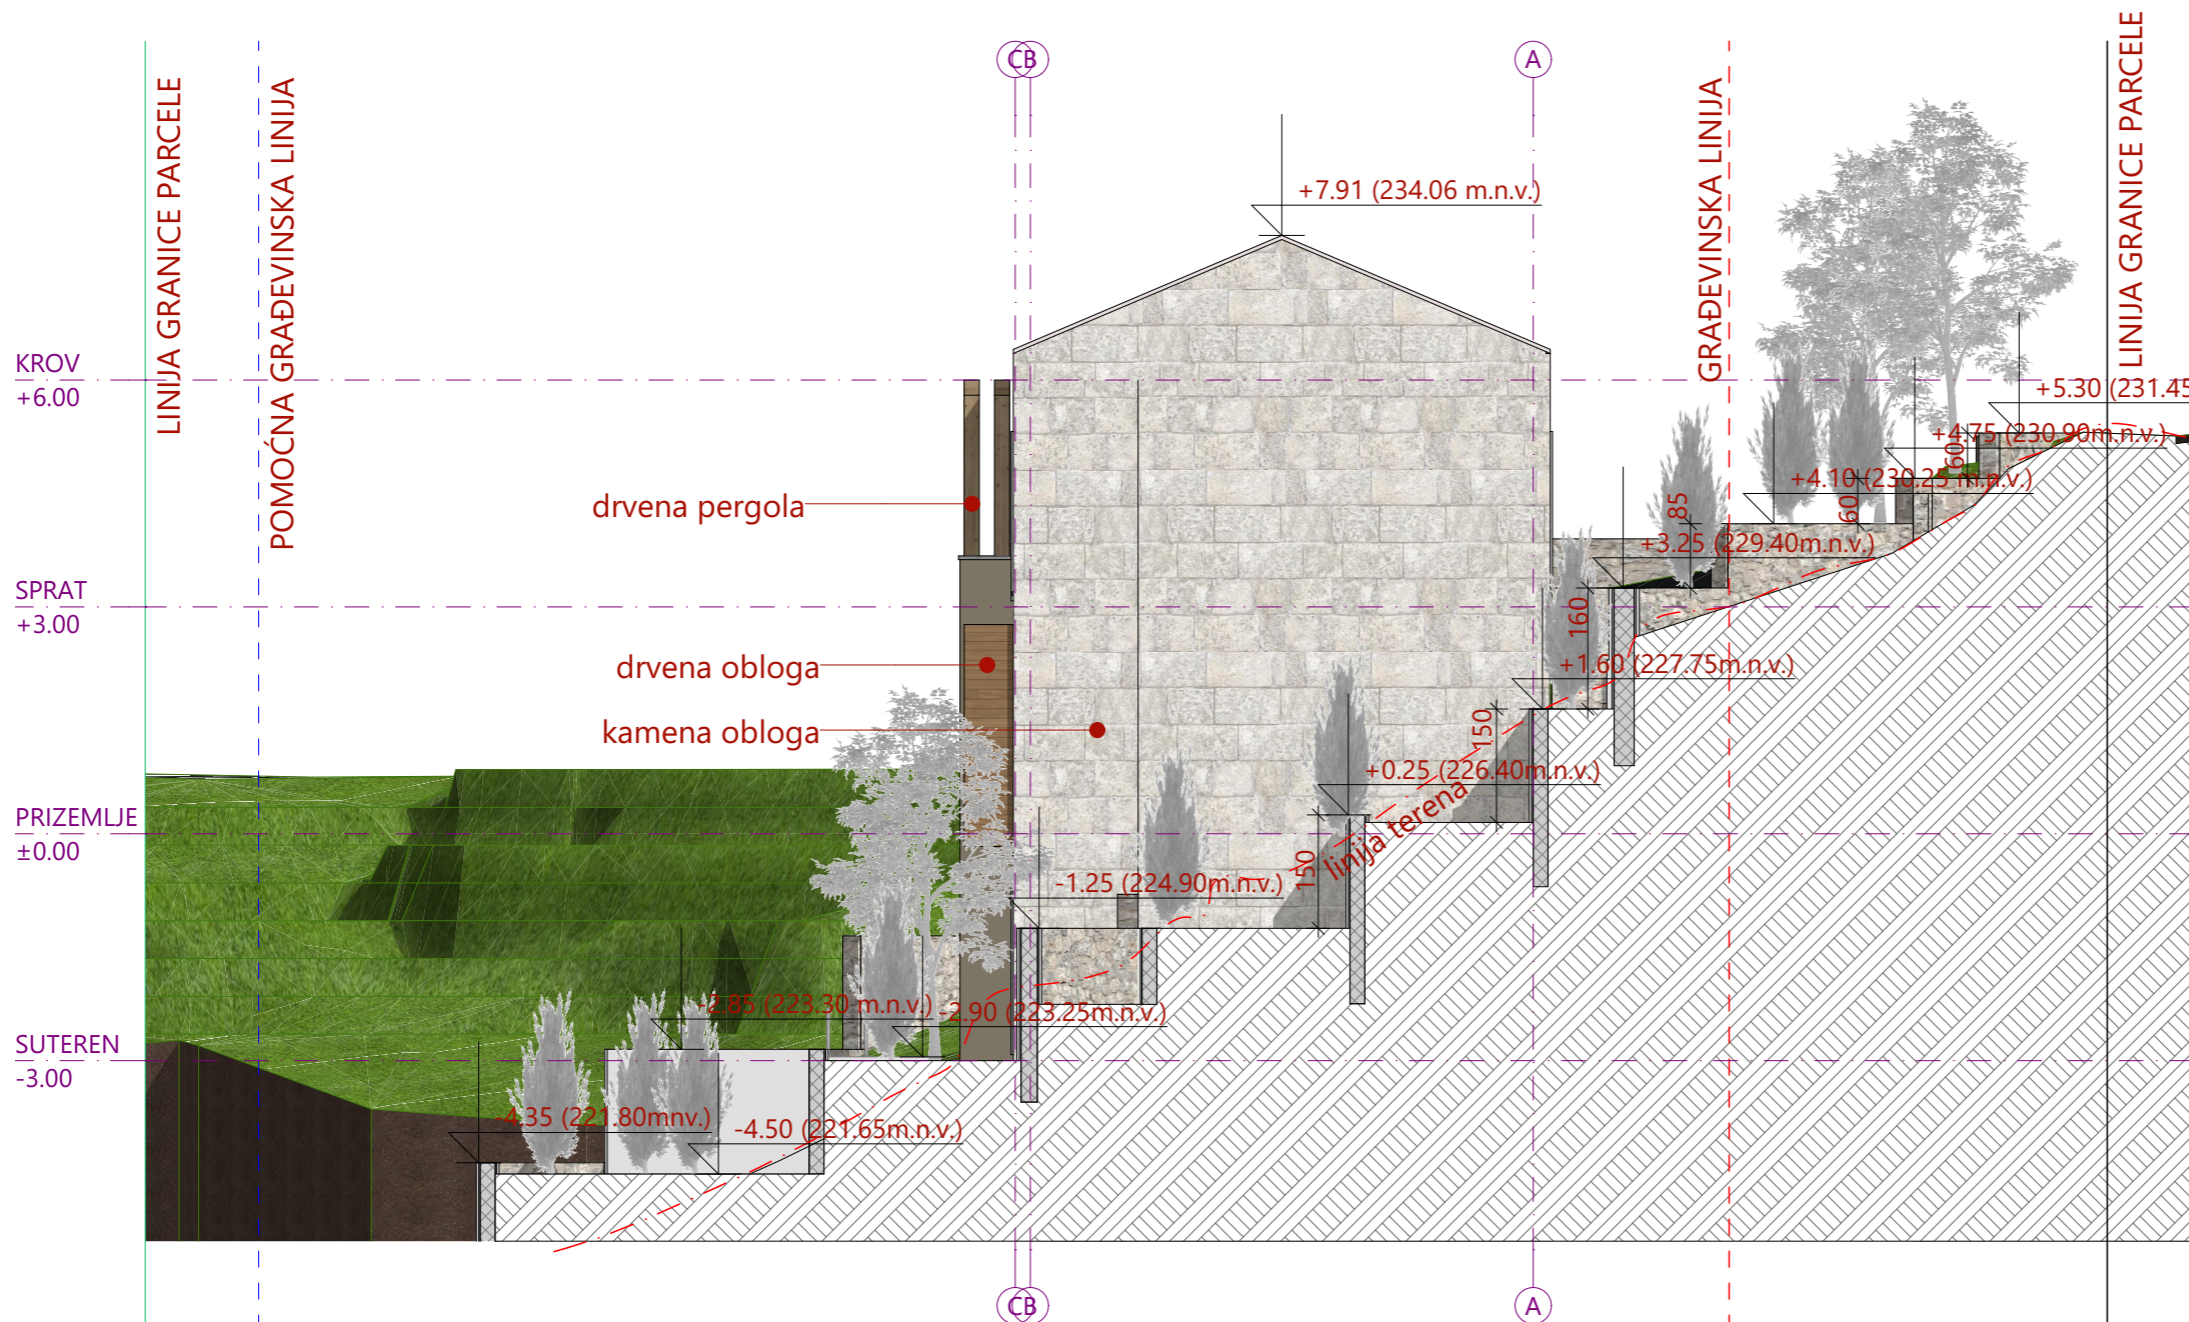 LINIJA GRANICE PARCELE
POMOĆNA GRAĐEVINSKA LINIJA
C
B
A
GRAĐEVINSKA LINIJA
LINIJA GRANICE PARCELE
+7.91 (234.06 m.n.v.)
KROV
+6.00
+5.30 (231.45
+4.75 (230.90m.n.v.)
60
+4.10 (230.25 m.n.v.)
60
85
drvena pergola
+3.25 (229.40m.n.v.)
SPRAT
+3.00
160
drvena obloga
+1.60 (227.75m.n.v.)
kamena obloga
150
+0.25 (226.40m.n.v.)
linija terena
PRIZEMLJE
±0.00
150
-1.25 (224.90m.n.v.)
-2.85 (223.30 m.n.v.)
-2.90 (223.25m.n.v.)
SUTEREN
-3.00
-4.35 (221.80mnv.)
-4.50 (221.65m.n.v.)
C
B
A